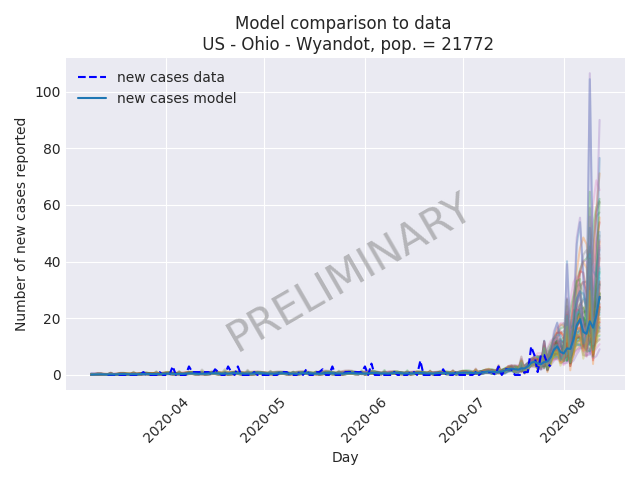 Model comparison to data
US - Ohio - Wyandot, pop. = 21772
new cases data
new cases model
Number of new cases reported
100
80
60
40
20
0
PRELIMINARY
2020-04
2020-05
2020-06
2020-07
2020-08
Day